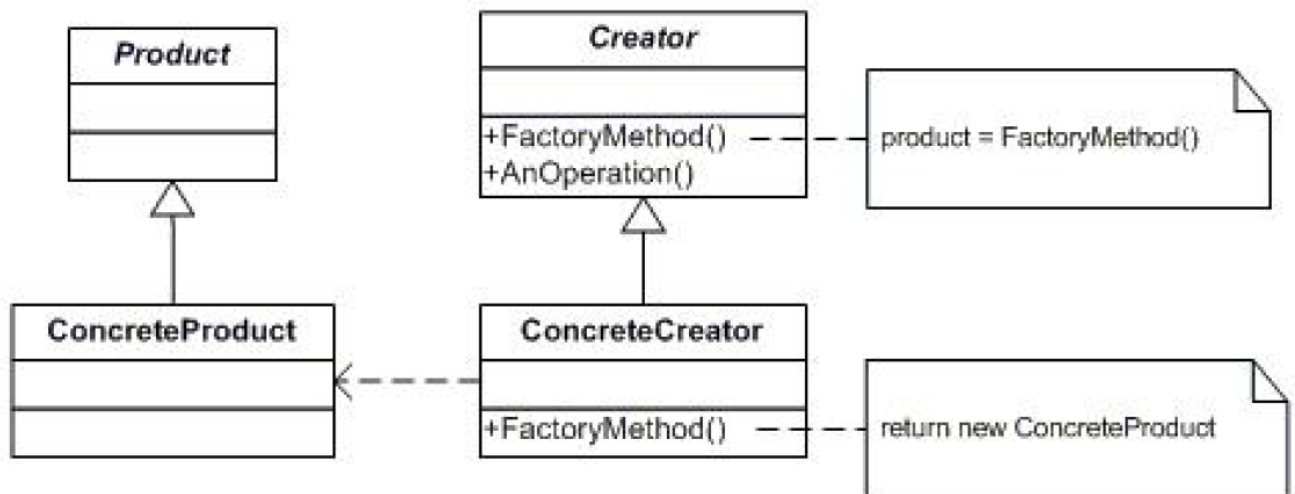 Product
Creator
+FactoryMethod()
+AnOperation()
product = FactoryMethod()
ConcreteProduct
ConcreteCreator
+FactoryMethod()
return new ConcreteProduct